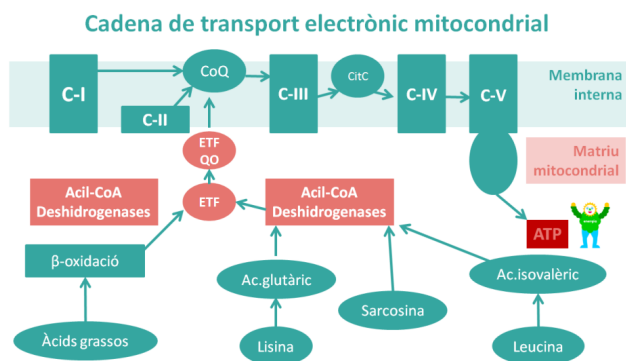 Cadena de transport electrònic mitocondrial
C-I
CoQ
C-II
C-III
CitC
C-IV
C-V
Membrana
interna
ETF
QO
Matriu
mitocondrial
Acil-CoA
Deshidrogenases
ETF
Acil-CoA
Deshidrogenases
ATP
β-oxidació
Ac.glutàric
Ac.isovalèric
Sarcosina
Àcids grassos
Lisina
Leucina